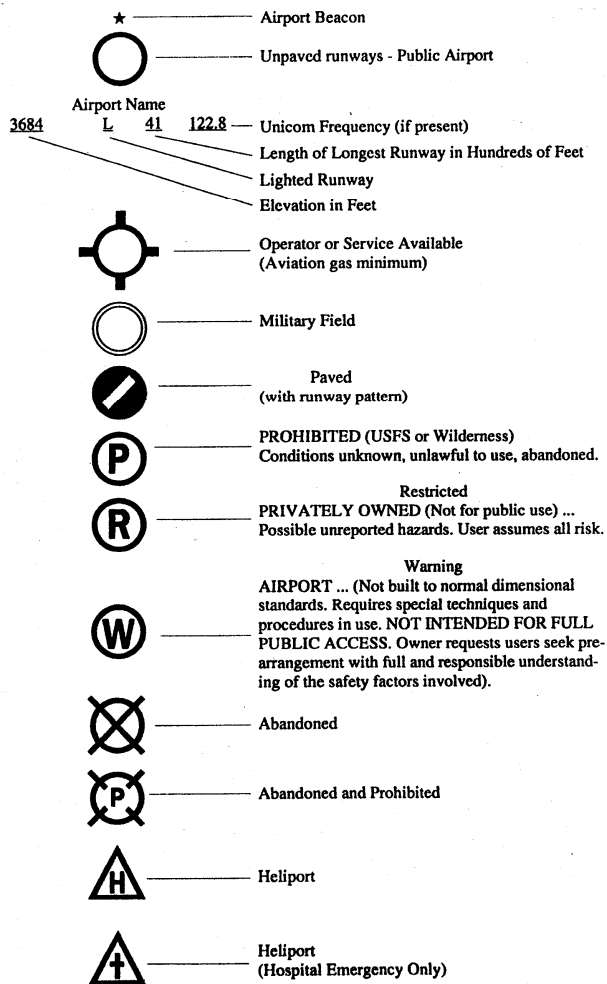 Airport Beacon
Unpaved runways - Public Airport
Airport Name
3684 L 41 122.8 Unicom Frequency (if present)
Length of Longest Runway in Hundreds of Feet
Lighted Runway
Elevation in Feet
Operator or Service Available
(Aviation gas minimum)
Military Field
Paved
(with runway pattern)
P
PROHIBITED (USFS or Wilderness)
Conditions unknown, unlawful to use, abandoned.
Restricted
R
PRIVATELY OWNED (Not for public use) ...
Possible unreported hazards. User assumes all risk.
Warning
AIRPORT ... (Not built to normal dimensional
standards. Requires special techniques and
W
procedures in use. NOT INTENDED FOR FULL
PUBLIC ACCESS. Owner requests users seek pre-
arrangement with full and responsible understand-
ing of the safety factors involved).
Abandoned
P
Abandoned and Prohibited
H
Heliport
Heliport
(Hospital Emergency Only)